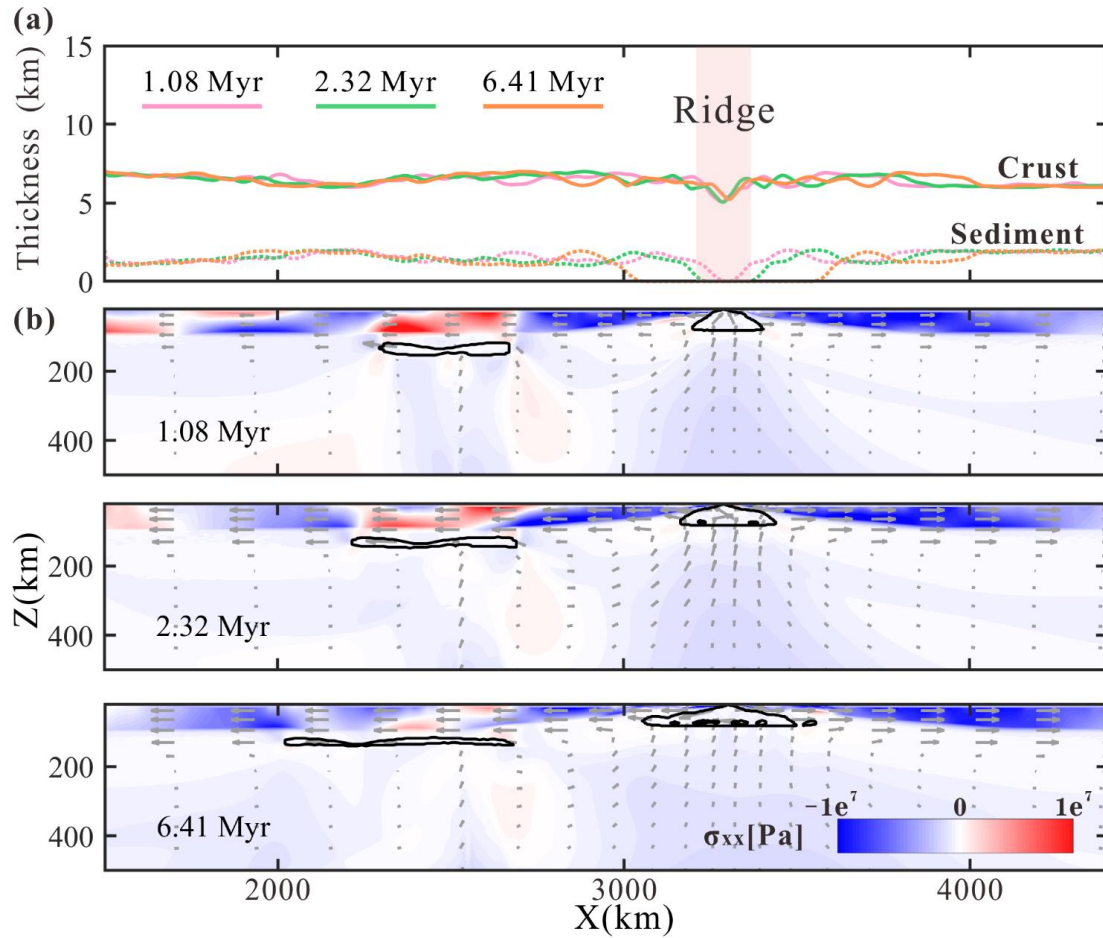 (a)
15
10
5
0
Thickness (km)
1.08 Myr 2.32 Myr 6.41 Myr
Ridge
Crust
Sediment
(b)
200
400
1.08 Myr
200
400
2.32 Myr
Z(km)
200
400
6.41 Myr
−1e⁷ 0 1e⁷
σxx[Pa]
2000 3000 4000
X(km)